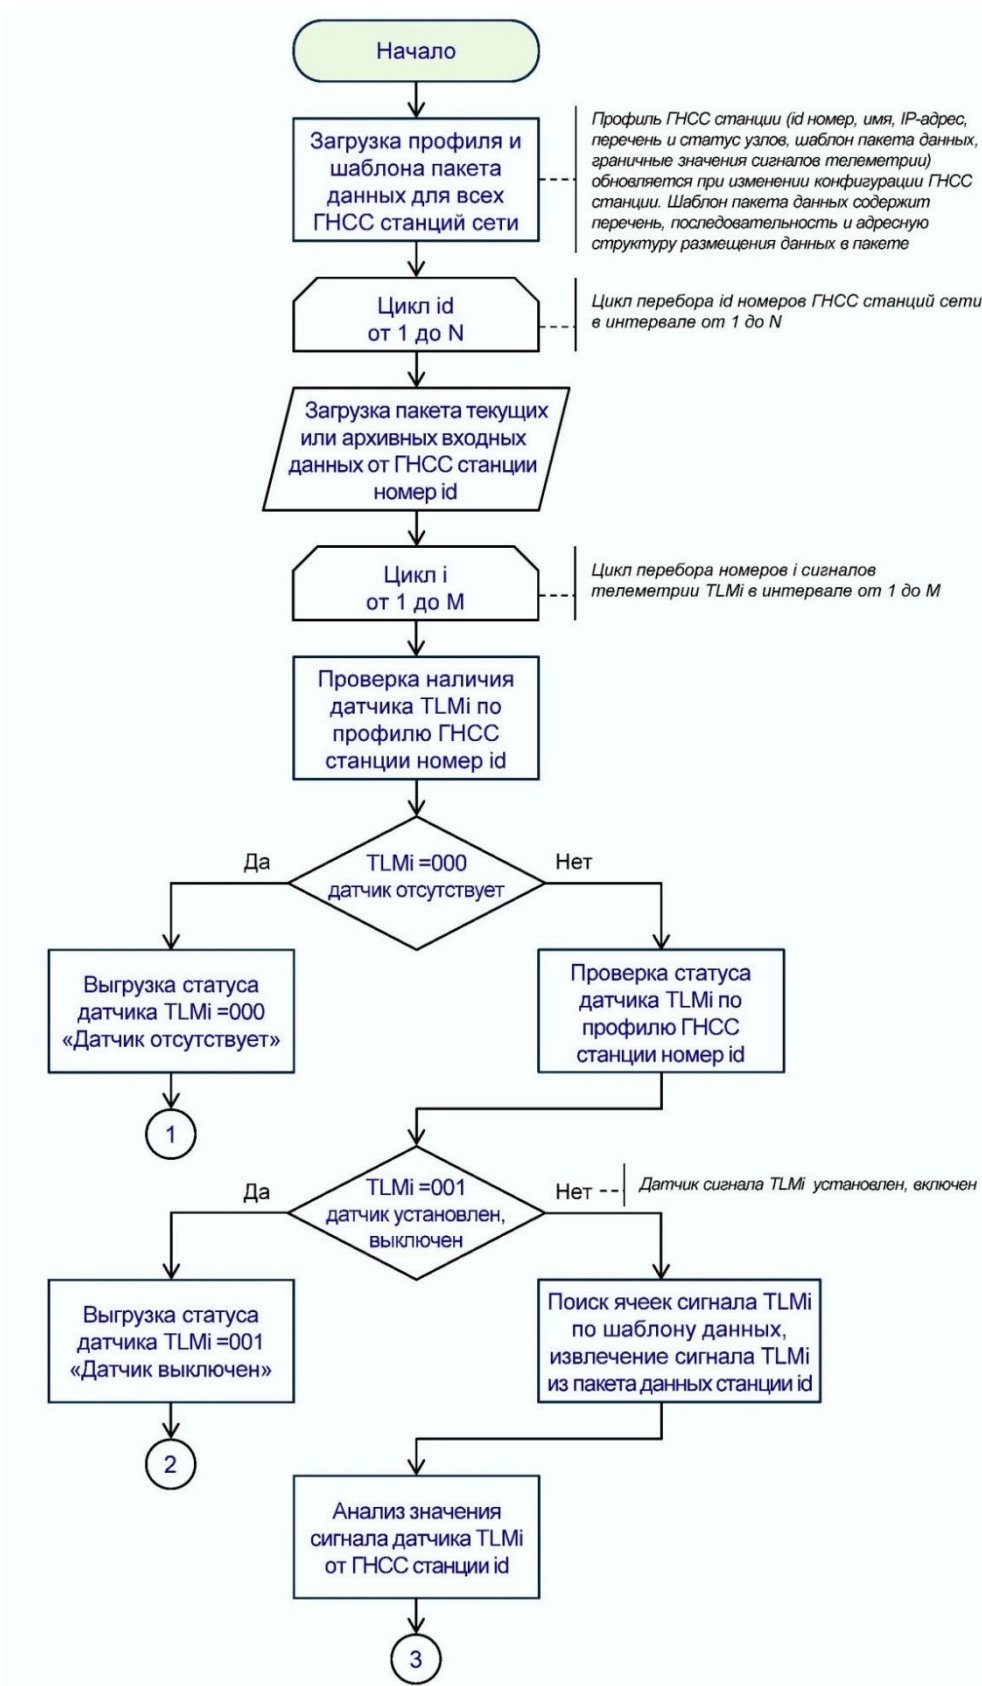 Начало
Загрузка профиля и
шаблона пакета
данных для всех
ГНСС станций сети
Профиль ГНСС станции (id номер, имя, IP-адрес,
перечень и статус узлов, шаблон пакета данных,
граничные значения сигналов телеметрии)
обновляется при изменении конфигурации ГНСС
станции. Шаблон пакета данных содержит
перечень, последовательность и адресную
структуру размещения данных в пакете
Цикл id
от 1 до N
Цикл перебора id номеров ГНСС станций сети
в интервале от 1 до N
Загрузка пакета текущих
или архивных входных
данных от ГНСС станции
номер id
Цикл i
от 1 до M
Цикл перебора номеров i сигналов
телеметрии TLMi в интервале от 1 до M
Проверка наличия
датчика TLMi по
профилю ГНСС
станции номер id
Да
TLMi =000
датчик отсутствует
Нет
Выгрузка статуса
датчика TLMi =000
«Датчик отсутствует»
1
Проверка статуса
датчика TLMi по
профилю ГНСС
станции номер id
Да
TLMi =001
датчик установлен,
выключен
Нет
Датчик сигнала TLMi установлен, включен
Выгрузка статуса
датчика TLMi =001
«Датчик выключен»
2
Поиск ячеек сигнала TLMi
по шаблону данных,
извлечение сигнала TLMi
из пакета данных станции id
Анализ значения
сигнала датчика TLMi
от ГНСС станции id
3